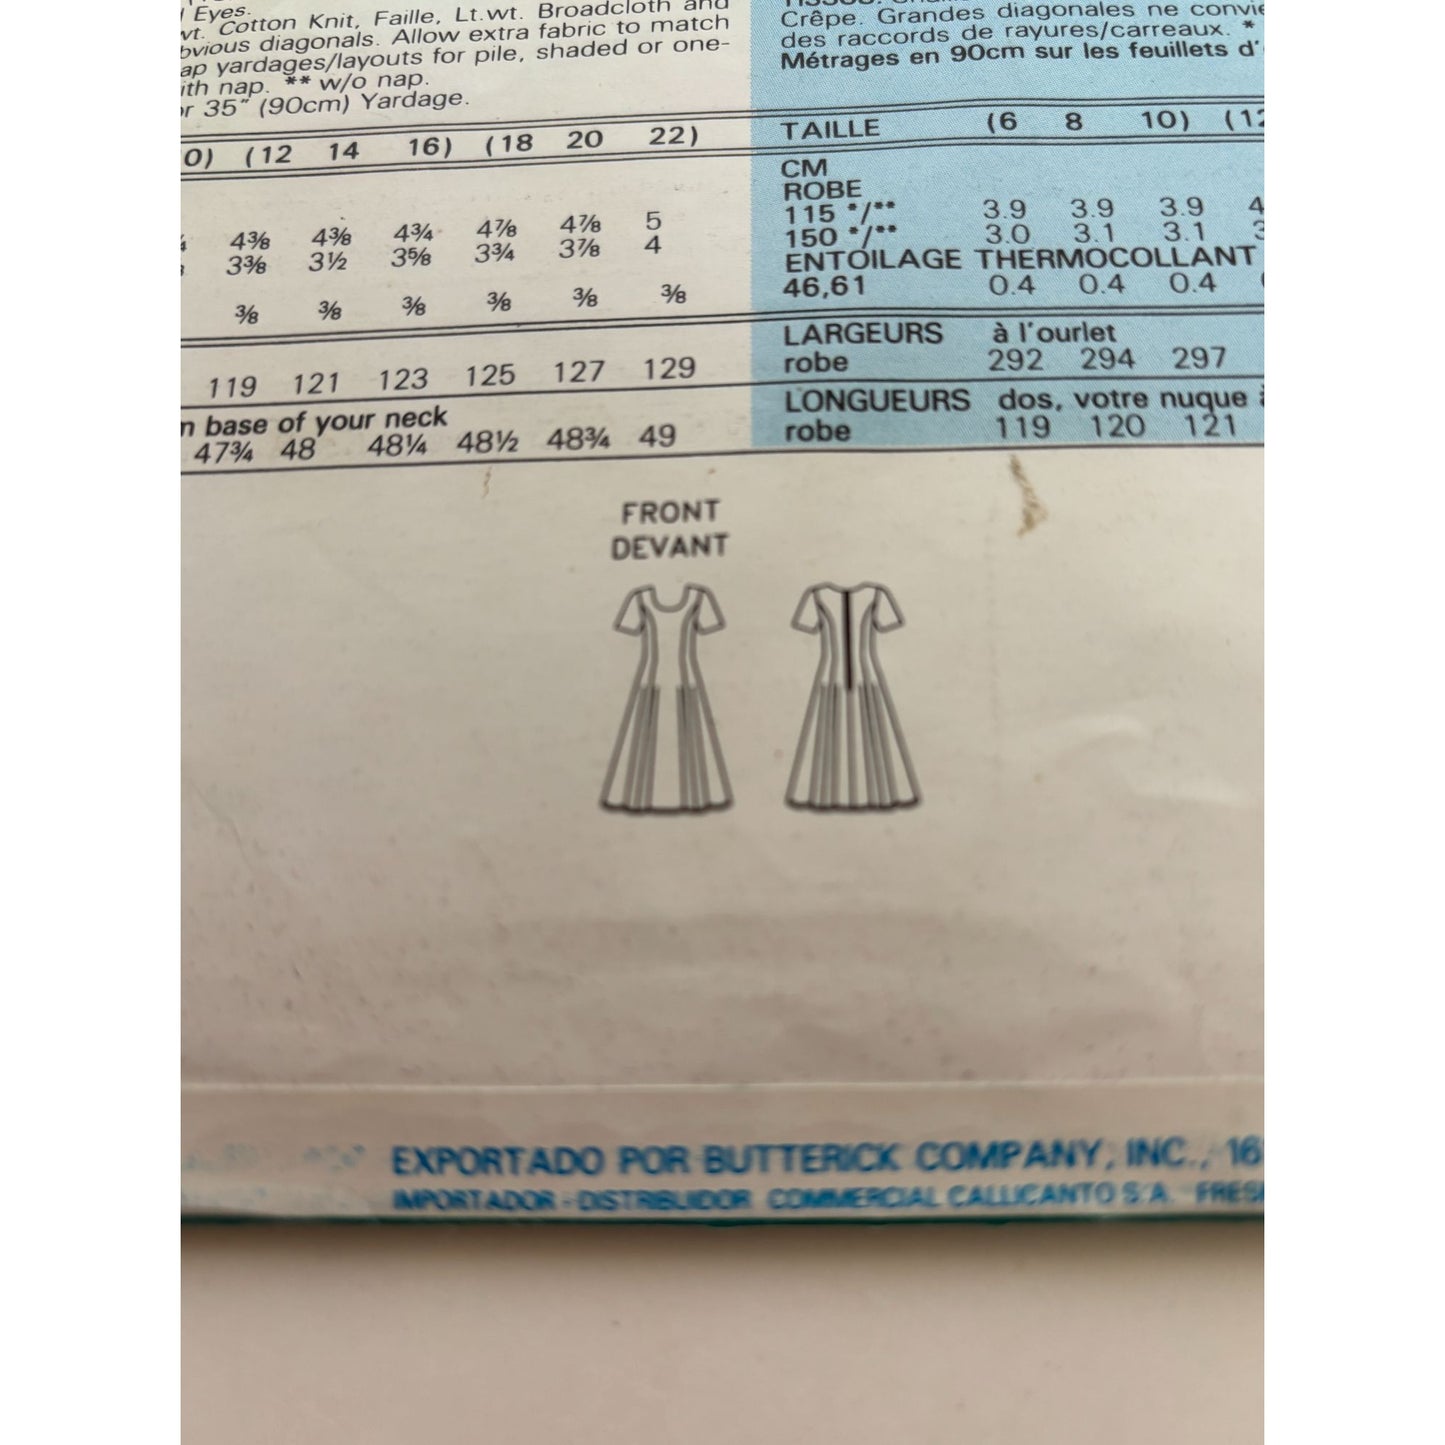 Eyes.
Cotton Knit, Faille, Lt.wt. Broadcloth and
obvious diagonals. Allow extra fabric to match
yardages/layouts for pile, shaded or one-
with nap. ** w/o nap.
35" (90cm) Yardage.
0) (12 14 16) (18 20 22)
4⅜ 4⅜ 4¾ 4⅞ 4⅞ 5
3⅜ 3½ 3⅝ 3¾ 3⅞ 4
⅜ ⅜ ⅜ ⅜ ⅜ ⅜
119 121 123 125 127 129
base of your neck
47¾ 48 48¼ 48½ 48¾ 49
Crêpe. Grandes diagonales ne
des raccords de rayures/carreaux. *
Métrages en 90cm sur les feuillets d'
TAILLE (6 8 10) (12
CM
ROBE
115 */** 3.9 3.9 3.9
150 */** 3.0 3.1 3.1
ENTOILAGE THERMOCOLLANT
46,61 0.4 0.4 0.4
LARGEURS à l'ourlet
robe 292 294 297
LONGUEURS dos, votre nuque
robe 119 120 121
FRONT
DEVANT
EXPORTADO POR BUTTERICK COMPANY, INC., 16
IMPORTADOR-DISTRIBUIDOR COMMERCIAL CALLICANTO S.A.